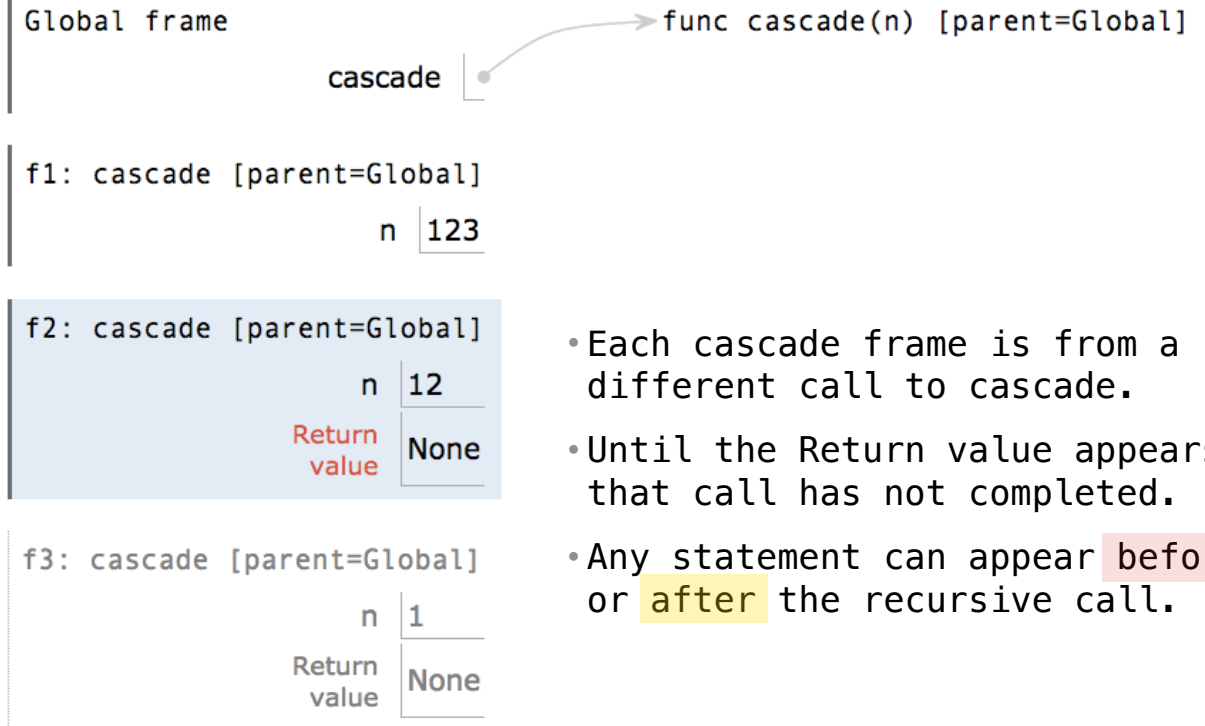 Global frame
func cascade(n) [parent=Global]
cascade
f1: cascade [parent=Global]
n 123
f2: cascade [parent=Global]
n 12
Return
value None
f3: cascade [parent=Global]
n 1
Return
value None
•Each cascade frame is from a
different call to cascade.
•Until the Return value appears
that call has not completed.
•Any statement can appear befo
or after the recursive call.